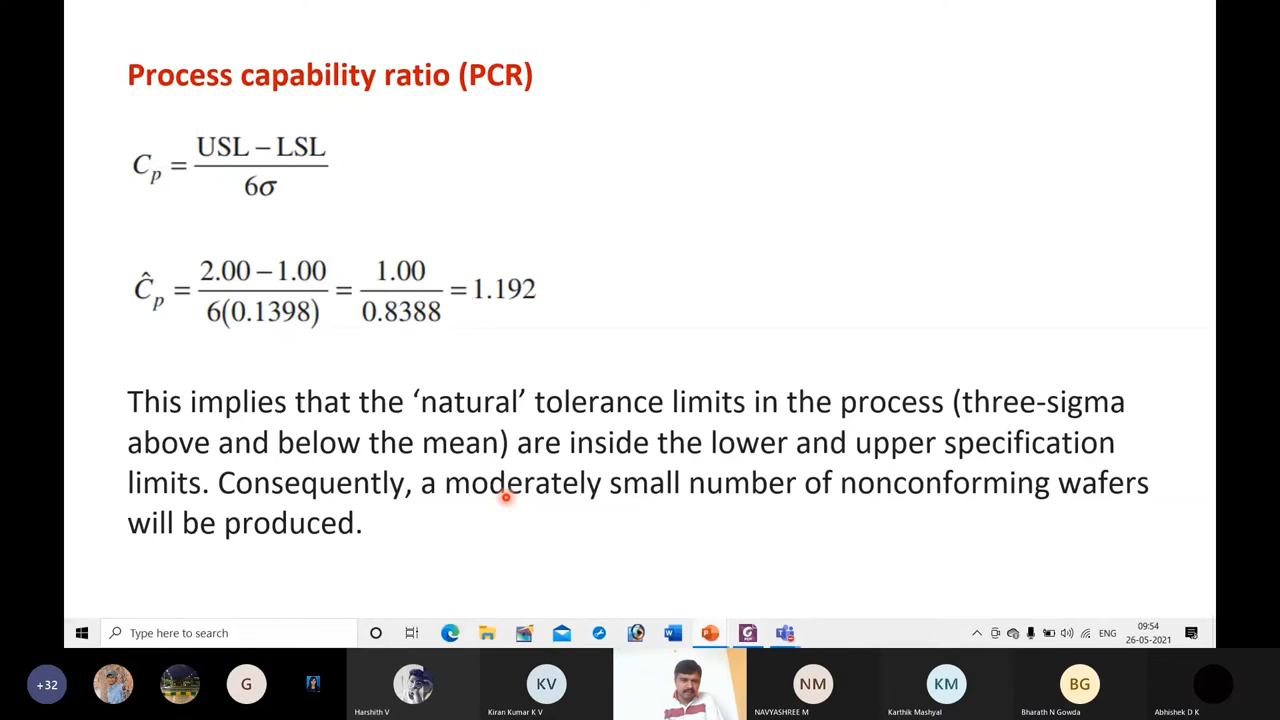 Process capability ratio (PCR)
C_p = (USL – LSL) / 6σ
Ĉ_p = (2.00 – 1.00) / 6(0.1398) = 1.00 / 0.8388 = 1.192
This implies that the ‘natural’ tolerance limits in the process (three-sigma
above and below the mean) are inside the lower and upper specification
limits. Consequently, a moderately small number of nonconforming wafers
will be produced.
Type here to search
ENG
09:54
26-05-2021
+32
G
KV
NM
KM
BG
Harshith V
Kiran Kumar K V
NAVYASHREE M
Karthik Mashyal
Bharath N Gowda
Abhishek D K